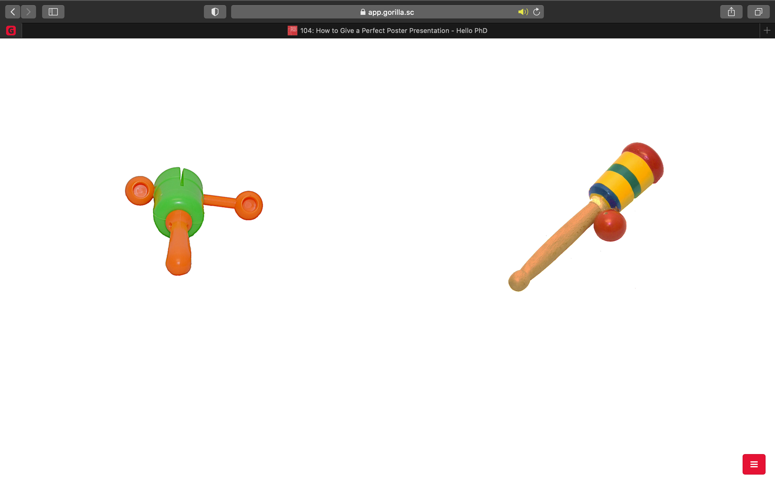 app.gorilla.sc
G
104: How to Give a Perfect Poster Presentation - Hello PhD